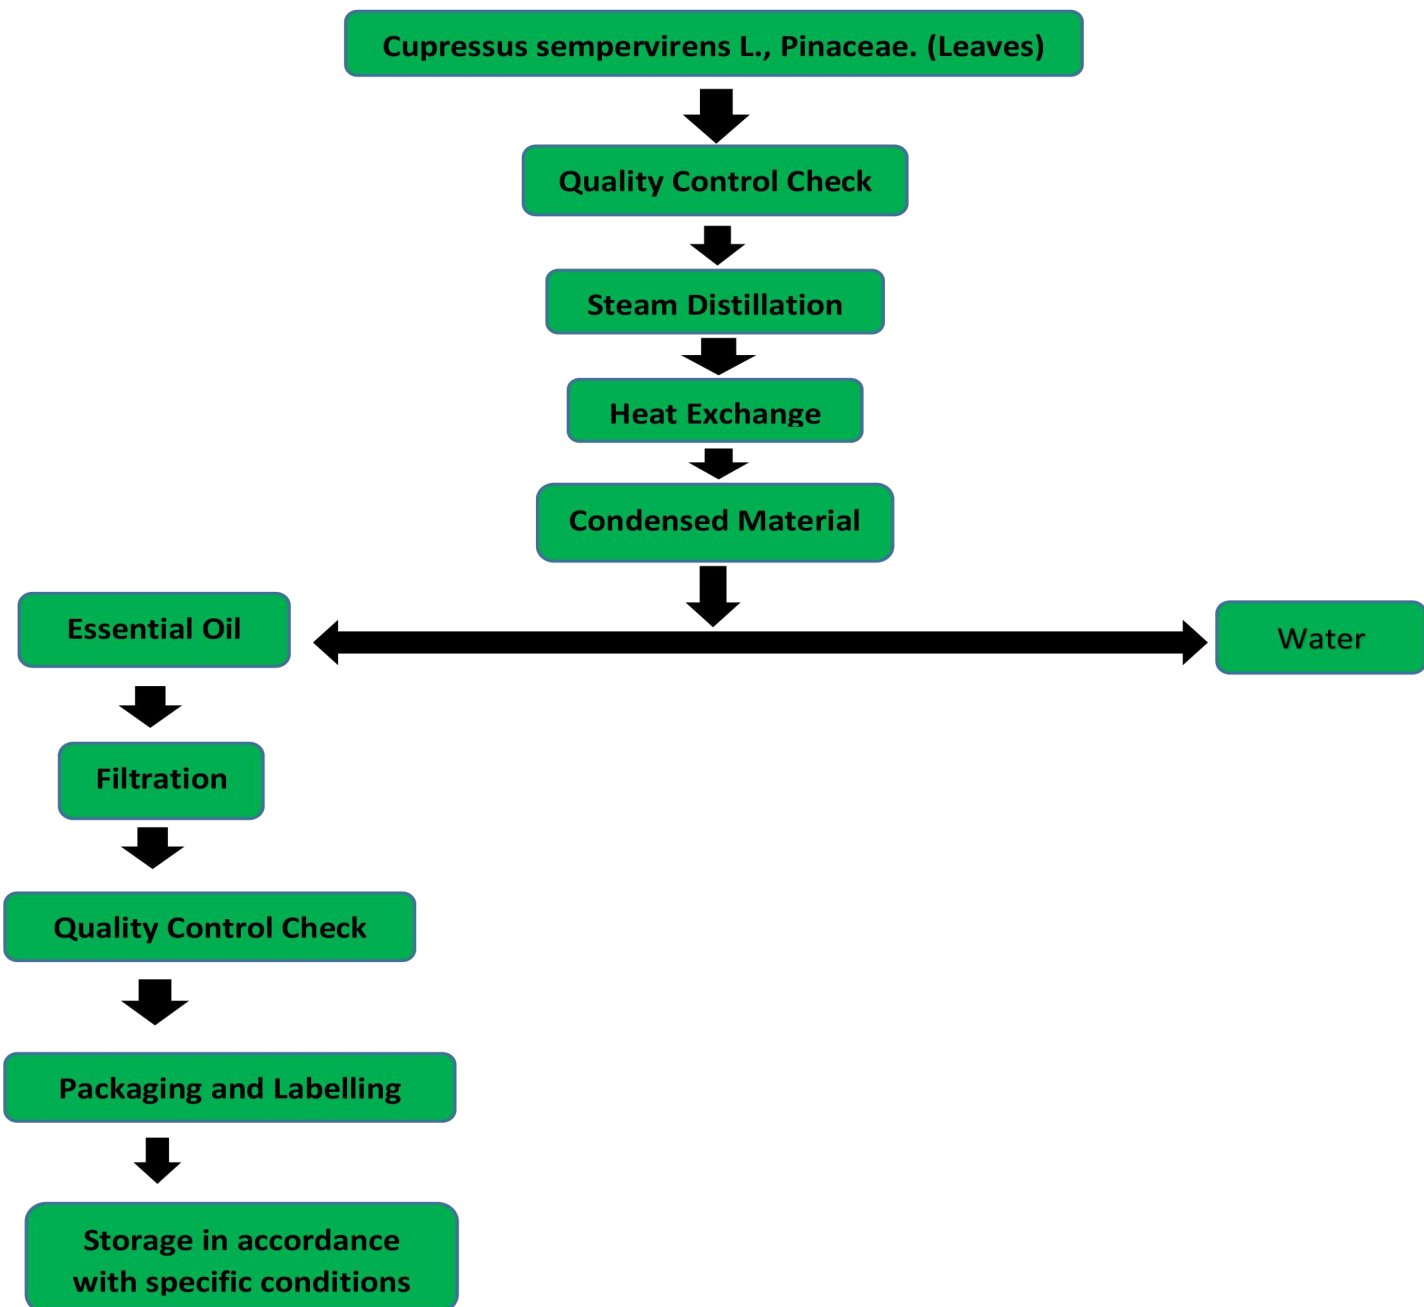 Cupressus sempervirens L., Pinaceae. (Leaves)
Quality Control Check
Steam Distillation
Heat Exchange
Condensed Material
Essential Oil
Water
Filtration
Quality Control Check
Packaging and Labelling
Storage in accordance
with specific conditions